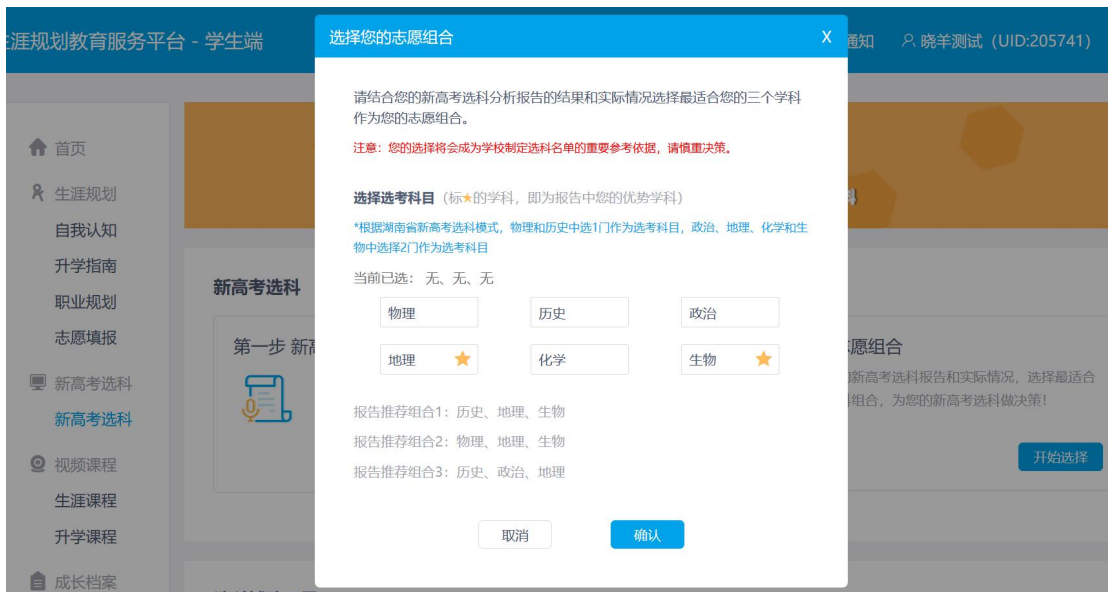 生涯规划教育服务平台 - 学生端
选择您的志愿组合
X
通知
晓羊测试（UID:205741）
请结合您的新高考选科分析报告的结果和实际情况选择最适合您的三个学科
作为您的志愿组合。
注意：您的选择将会成为学校制定选科名单的重要参考依据，请慎重决策。
选择选考科目（标★的学科，即为报告中您的优势学科）
*根据湖南省新高考选科模式，物理和历史中选1门作为选考科目，政治、地理、化学和生
物中选择2门作为选考科目
当前已选： 无、无、无
物理
历史
政治
地理
化学
生物
报告推荐组合1：历史、地理、生物
报告推荐组合2：物理、地理、生物
报告推荐组合3：历史、政治、地理
取消
确认
首页
生涯规划
自我认知
升学指南
职业规划
志愿填报
新高考选科
新高考选科
视频课程
生涯课程
升学课程
成长档案
新高考选科
第一步 新高
愿组合
新高考选科报告和实际情况，选择最适合
组合，为您的新高考选科做决策！
开始选择